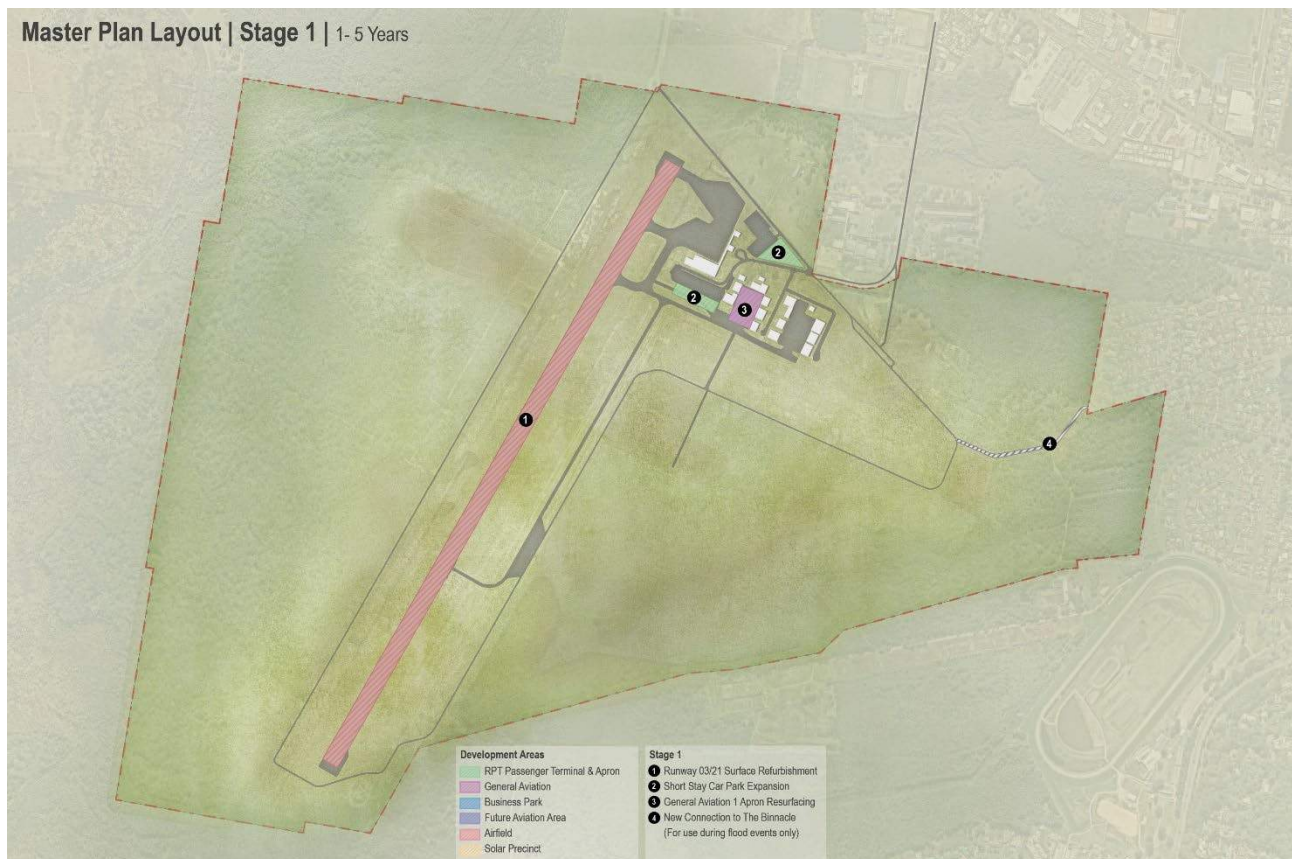 Master Plan Layout | Stage 1 | 1- 5 Years
2
2
3
1
4
Development Areas
RPT Passenger Terminal & Apron
General Aviation
Business Park
Future Aviation Area
Airfield
Solar Precinct
Stage 1
1 Runway 03/21 Surface Refurbishment
2 Short Stay Car Park Expansion
3 General Aviation 1 Apron Resurfacing
4 New Connection to The Binnacle
(For use during flood events only)